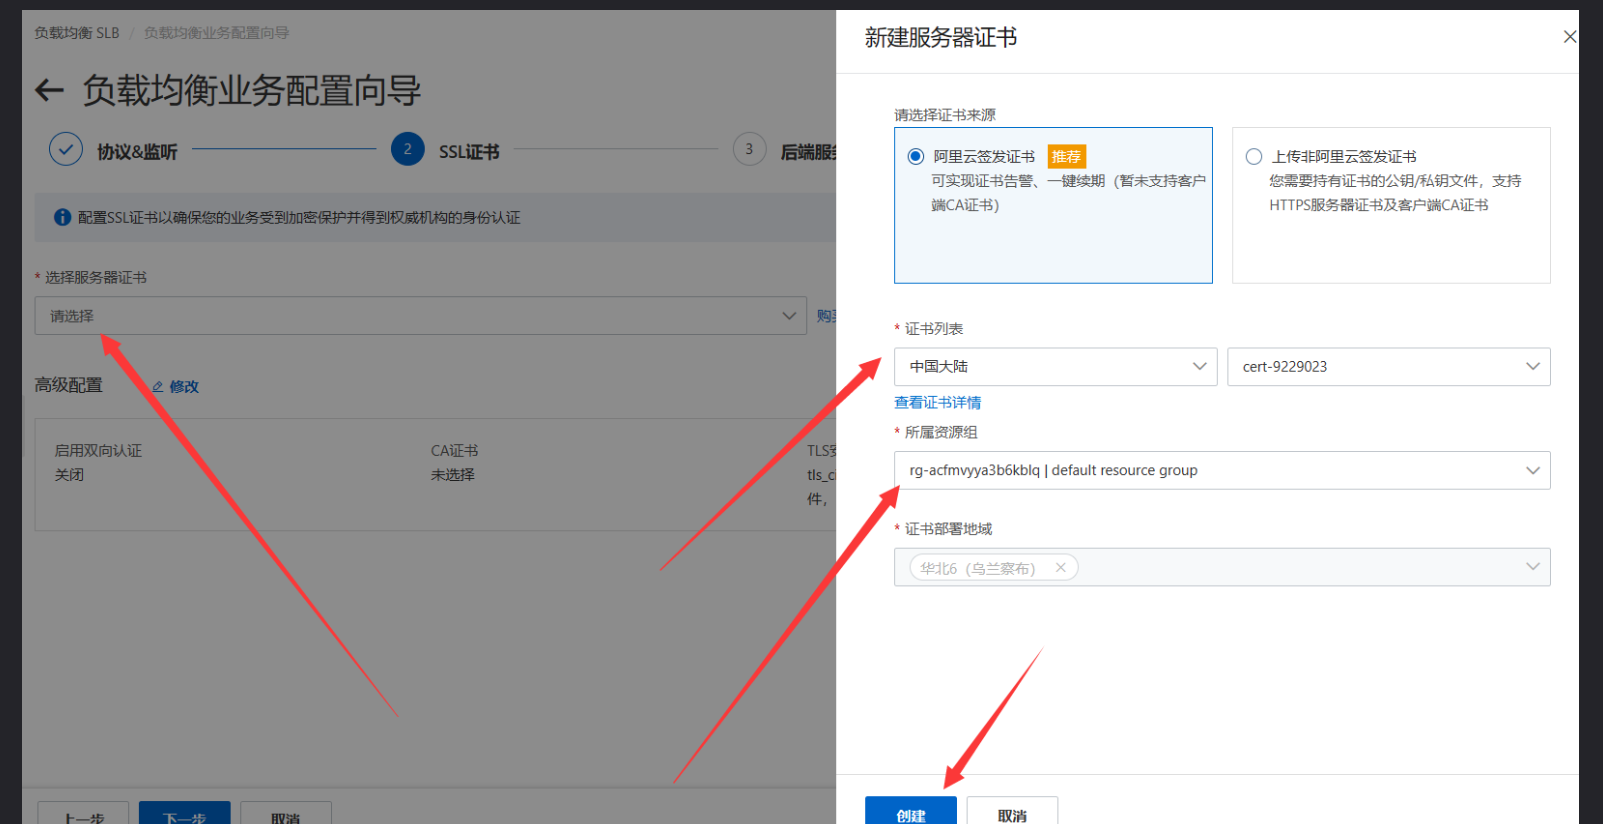 负载均衡 SLB / 负载均衡业务配置向导
负载均衡业务配置向导
协议&监听
2 SSL证书
3 后端服务
配置SSL证书以确保您的业务受到加密保护并得到权威机构的身份认证
* 选择服务器证书
请选择
购买
高级配置 修改
启用双向认证
关闭
CA证书
未选择
TLS安
tls_ci
件，
上一步 下一步 取消
新建服务器证书
请选择证书来源
阿里云签发证书 推荐
可实现证书告警、一键续期（暂未支持客户
端CA证书）
上传非阿里云签发证书
您需要持有证书的公钥/私钥文件，支持
HTTPS服务器证书及客户端CA证书
* 证书列表
中国大陆
cert-9229023
查看证书详情
* 所属资源组
rg-acfmvyya3b6kblq | default resource group
* 证书部署地域
华北6（乌兰察布）
创建 取消